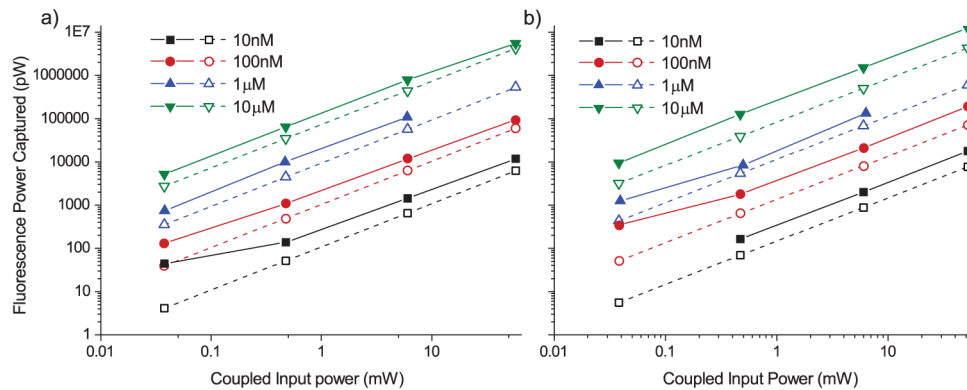 a)
10nM
100nM
1μM
10μM
Fluorescence Power Captured (pW)
1E7
1000000
100000
10000
1000
100
10
1
0.01
0.1
1
10
Coupled Input power (mW)
b)
10nM
100nM
1μM
10μM
0.01
0.1
1
10
Coupled Input Power (mW)